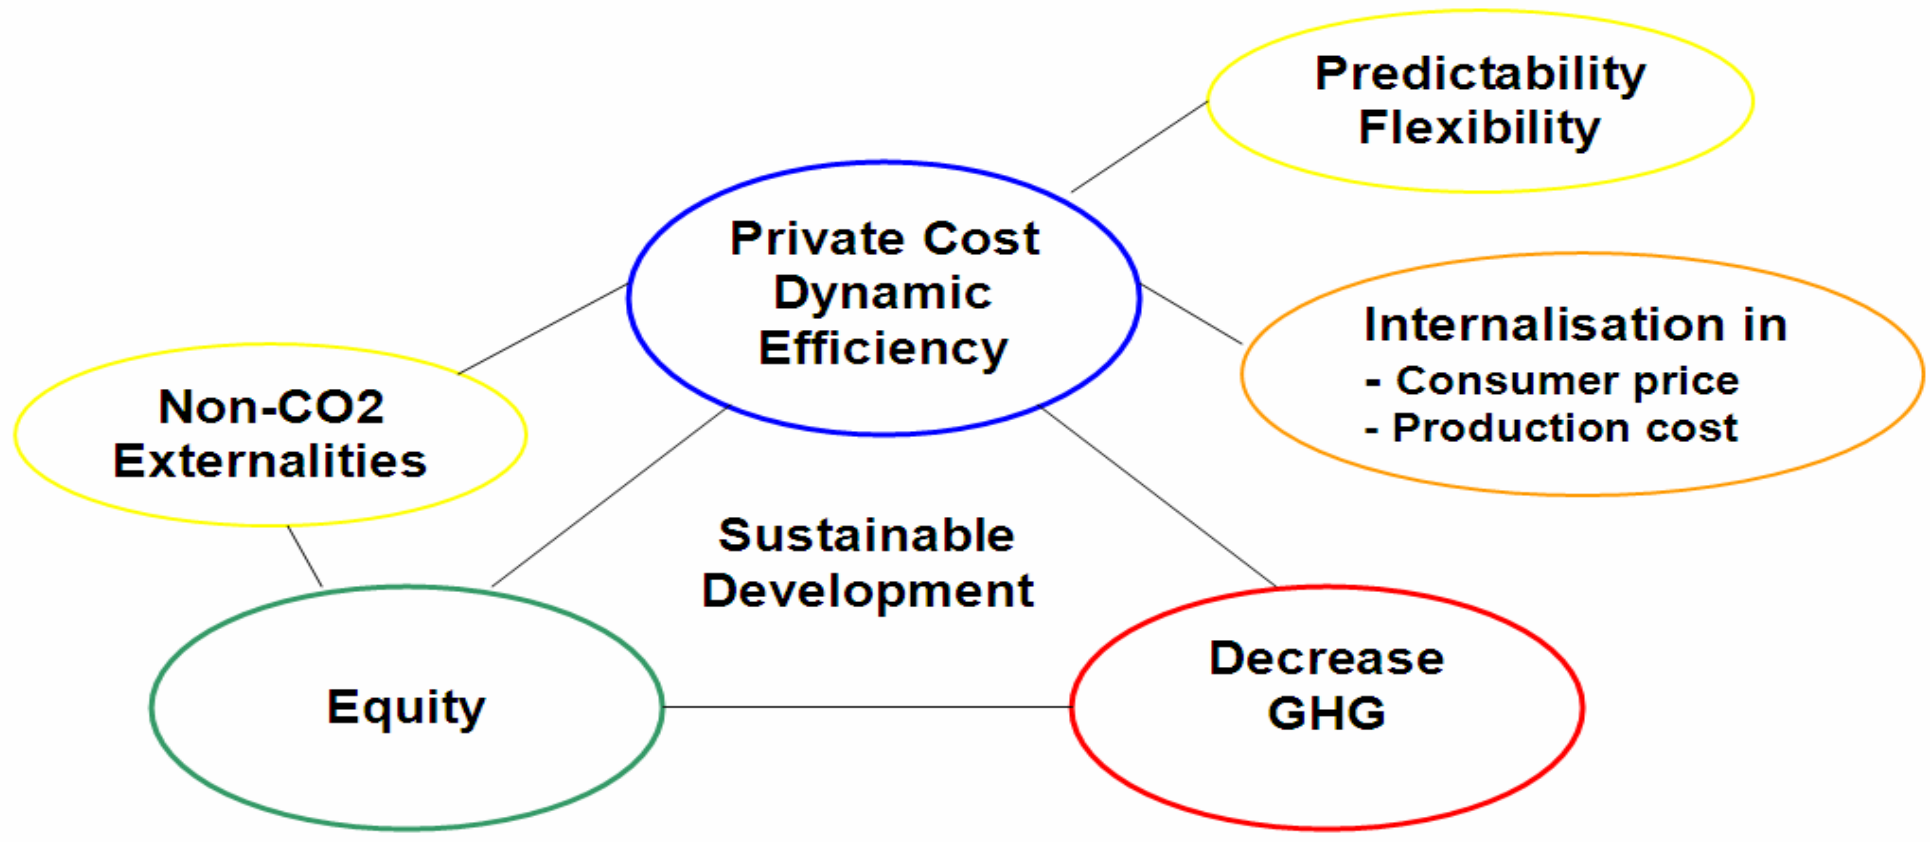 Predictability
Flexibility
Private Cost
Dynamic
Efficiency
Internalisation in
- Consumer price
- Production cost
Non-CO2
Externalities
Sustainable
Development
Equity
Decrease
GHG